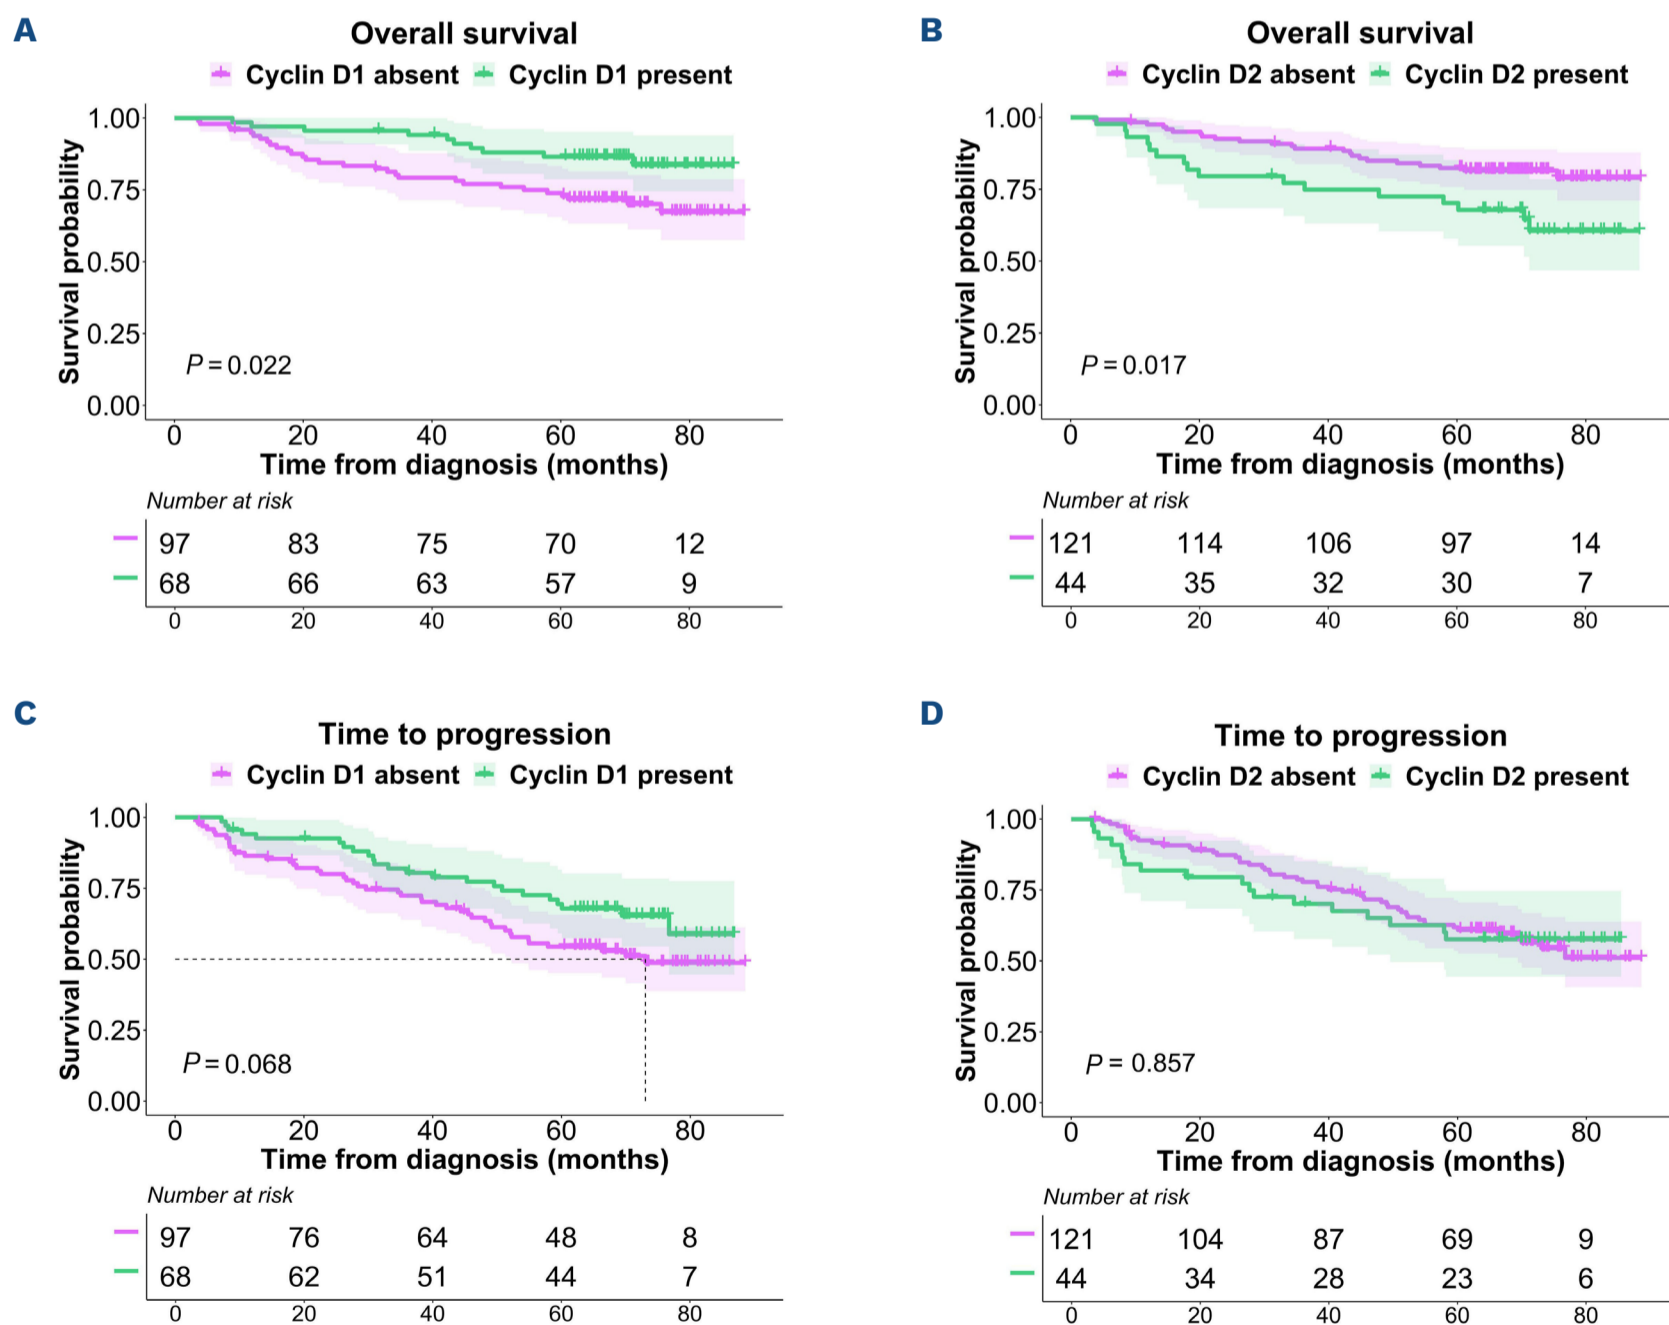 A
Overall survival
Cyclin D1 absent Cyclin D1 present
Survival probability
1.00
0.75
0.50
0.25
0.00
P = 0.022
0 20 40 60 80
Time from diagnosis (months)
Number at risk
97 83 75 70 12
68 66 63 57 9
0 20 40 60 80
B
Overall survival
Cyclin D2 absent Cyclin D2 present
Survival probability
1.00
0.75
0.50
0.25
0.00
P = 0.017
0 20 40 60 80
Time from diagnosis (months)
Number at risk
121 114 106 97 14
44 35 32 30 7
0 20 40 60 80
C
Time to progression
Cyclin D1 absent Cyclin D1 present
Survival probability
1.00
0.75
0.50
0.25
0.00
P = 0.068
0 20 40 60 80
Time from diagnosis (months)
Number at risk
97 76 64 48 8
68 62 51 44 7
0 20 40 60 80
D
Time to progression
Cyclin D2 absent Cyclin D2 present
Survival probability
1.00
0.75
0.50
0.25
0.00
P = 0.857
0 20 40 60 80
Time from diagnosis (months)
Number at risk
121 104 87 69 9
44 34 28 23 6
0 20 40 60 80